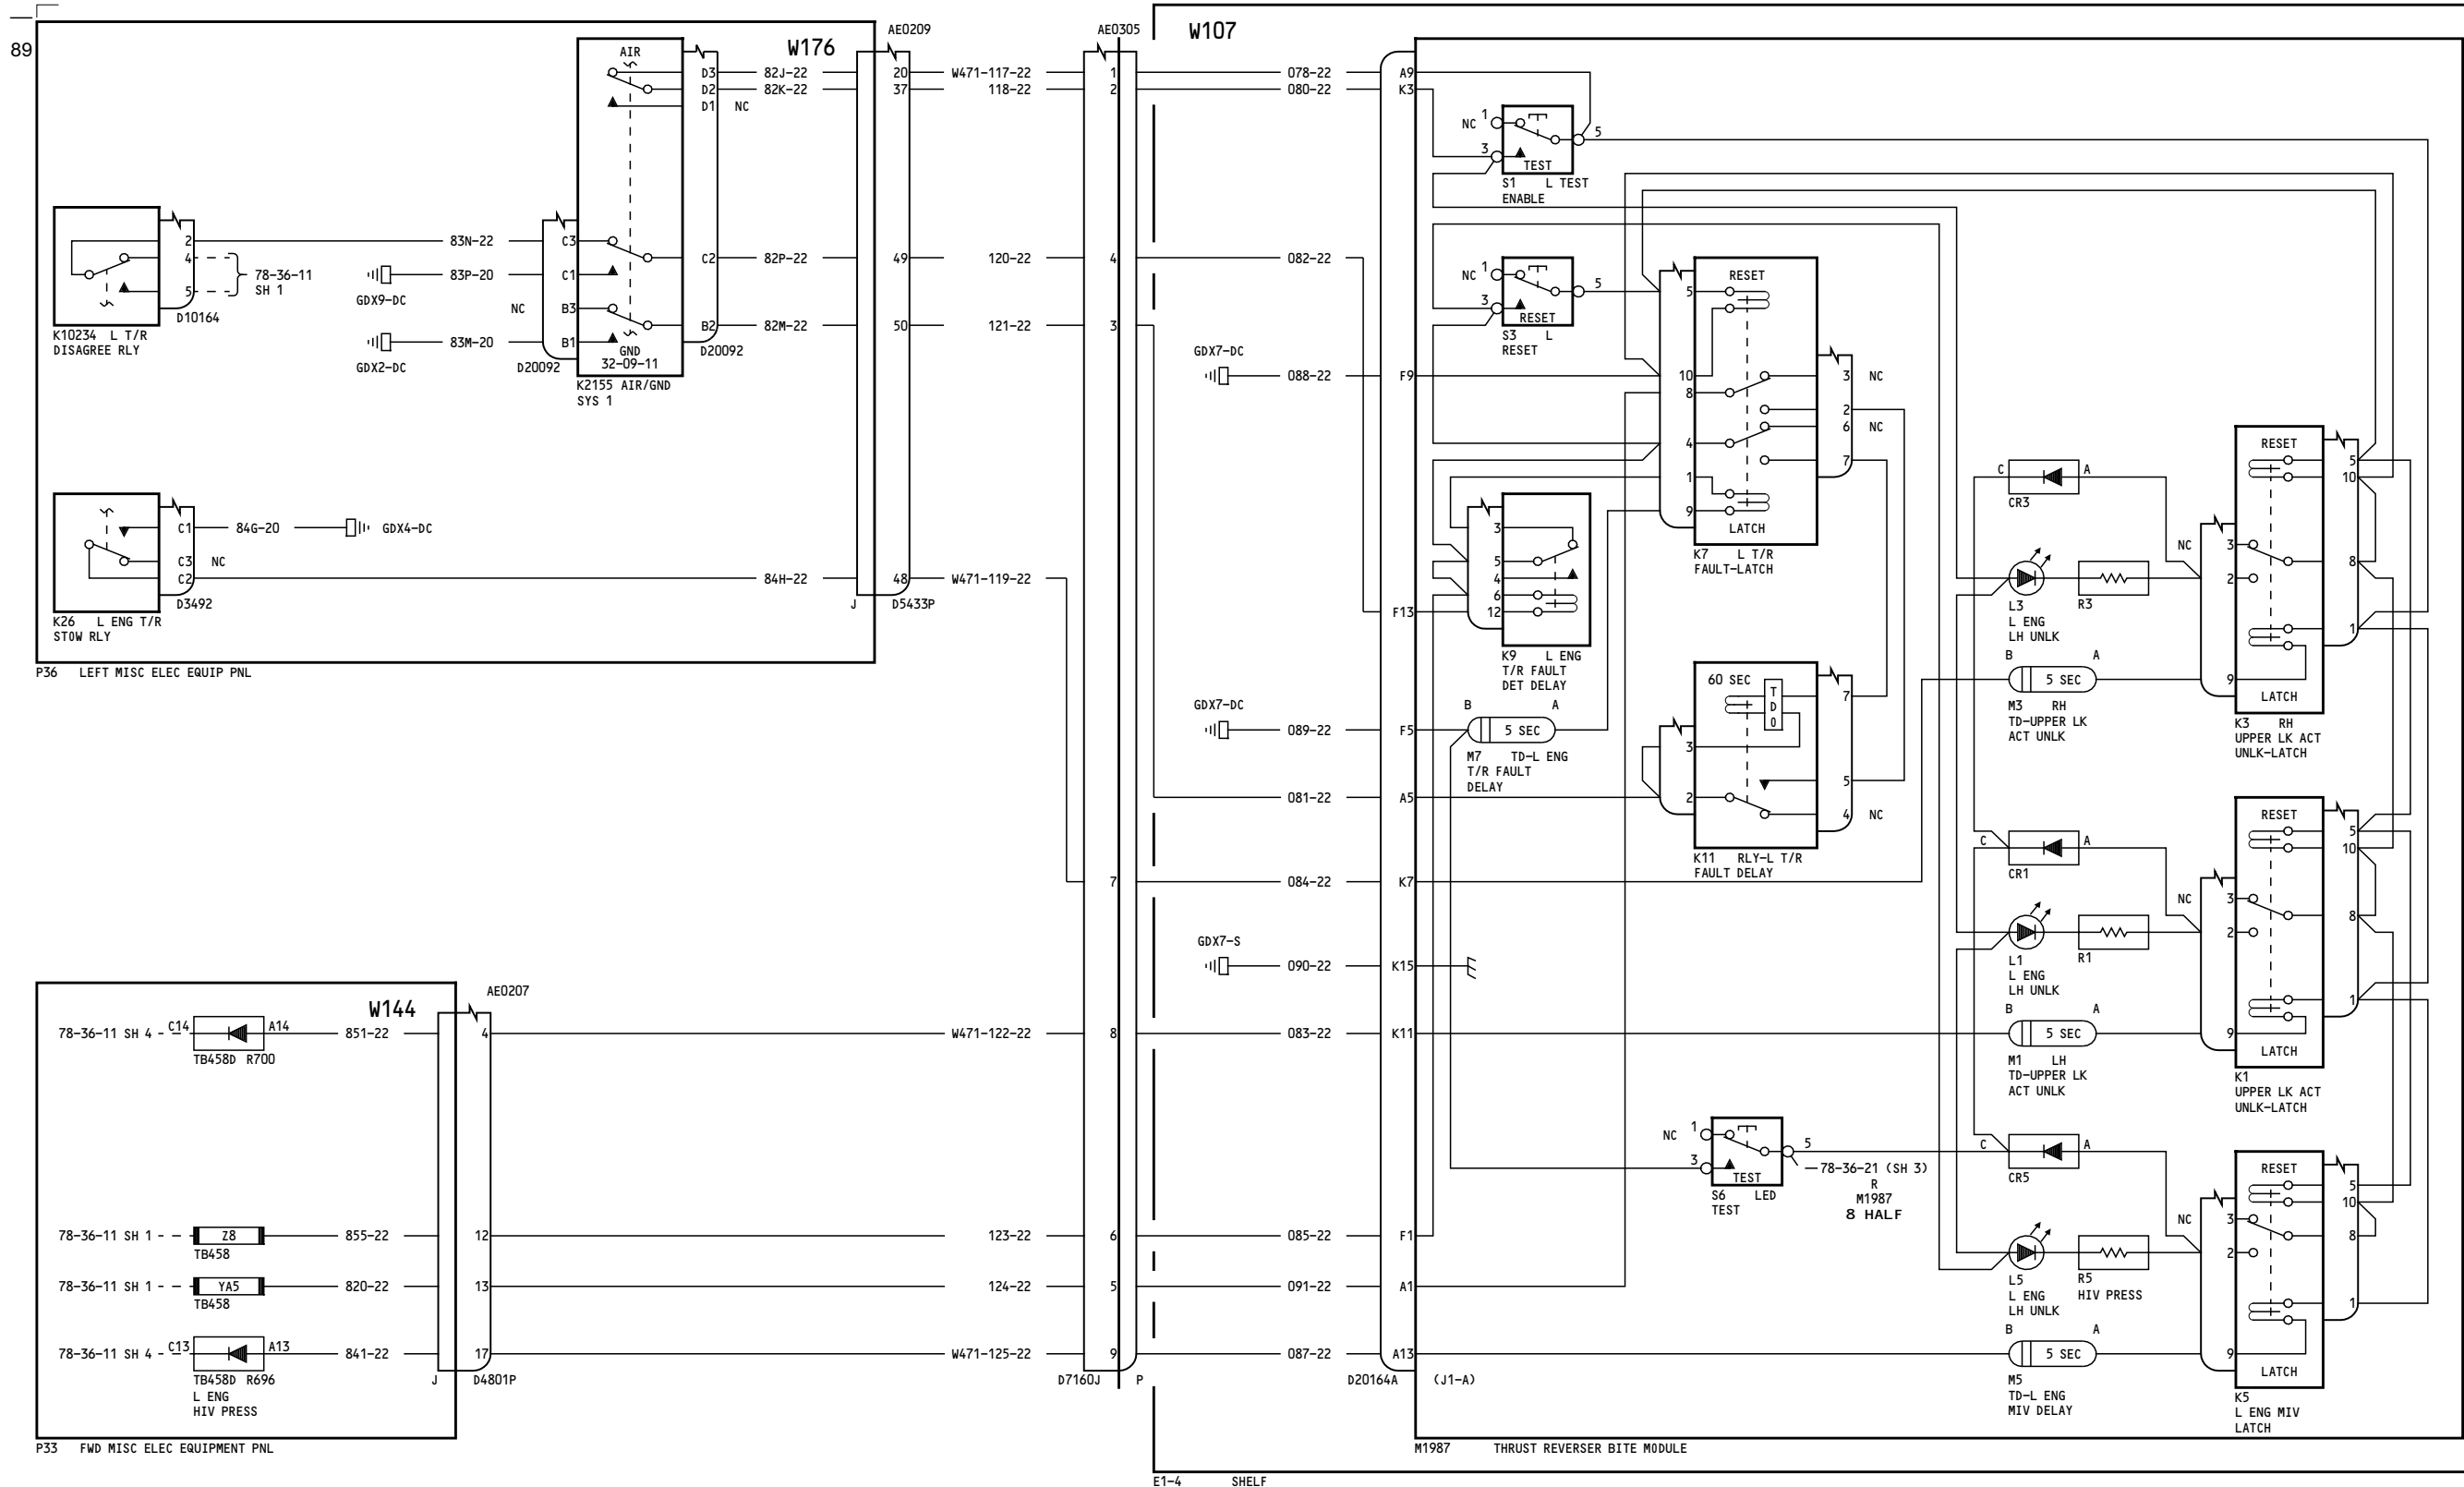 89
W176
AE0209
AE0305
W107
AIR
D3
82J-22
20
W471-117-22
1
078-22
A9
D2
82K-22
37
118-22
2
080-22
K3
D1
NC
NC
1
3
5
TEST
S1 L TEST
ENABLE
2
4
5
78-36-11
SH 1
D10164
K10234 L T/R
DISAGREE RLY
83N-22
C3
C2
82P-22
49
120-22
4
082-22
GDX9-DC
83P-20
C1
NC
B3
B2
82M-22
50
121-22
3
GDX2-DC
83M-20
B1
D20092
GND
32-09-11
D20092
K2155 AIR/GND
SYS 1
NC
1
3
5
RESET
S3 L
RESET
GDX7-DC
088-22
F9
RESET
5
10
8
4
1
9
LATCH
3
NC
2
6
NC
7
K7 L T/R
FAULT-LATCH
C1
84G-20
GDX4-DC
C3
NC
C2
84H-22
48
W471-119-22
D3492
J
D5433P
K26 L ENG T/R
STOW RLY
P36 LEFT MISC ELEC EQUIP PNL
F13
3
5
4
6
12
K9 L ENG
T/R FAULT
DET DELAY
GDX7-DC
089-22
F5
B
A
5 SEC
M7 TD-L ENG
T/R FAULT
DELAY
60 SEC
T
D
O
3
2
7
5
4
NC
K11 RLY-L T/R
FAULT DELAY
081-22
A5
7
084-22
K7
GDX7-S
090-22
K15
C
A
CR3
L3
L ENG
LH UNLK
R3
NC
3
2
9
RESET
5
10
8
1
LATCH
B
A
5 SEC
M3 RH
TD-UPPER LK
ACT UNLK
K3 RH
UPPER LK ACT
UNLK-LATCH
C
A
CR1
L1
L ENG
LH UNLK
R1
NC
3
2
9
RESET
5
10
8
1
LATCH
B
A
5 SEC
M1 LH
TD-UPPER LK
ACT UNLK
K1
UPPER LK ACT
UNLK-LATCH
W144
AE0207
78-36-11 SH 4
C14
A14
851-22
4
W471-122-22
8
083-22
K11
TB458D R700
NC
1
3
5
TEST
S6 LED
TEST
78-36-21 (SH 3)
R
M1987
8 HALF
C
A
CR5
L5
L ENG
LH UNLK
R5
HIV PRESS
NC
3
2
9
RESET
5
10
8
1
LATCH
B
A
5 SEC
M5
TD-L ENG
MIV DELAY
K5
L ENG MIV
LATCH
78-36-11 SH 1
Z8
855-22
12
123-22
6
085-22
F1
TB458
78-36-11 SH 1
YA5
820-22
13
124-22
5
091-22
A1
TB458
78-36-11 SH 4
C13
A13
841-22
17
W471-125-22
9
087-22
A13
TB458D R696
L ENG
HIV PRESS
J
D4801P
D7160J
P
D20164A
(J1-A)
P33 FWD MISC ELEC EQUIPMENT PNL
M1987 THRUST REVERSER BITE MODULE
E1-4 SHELF